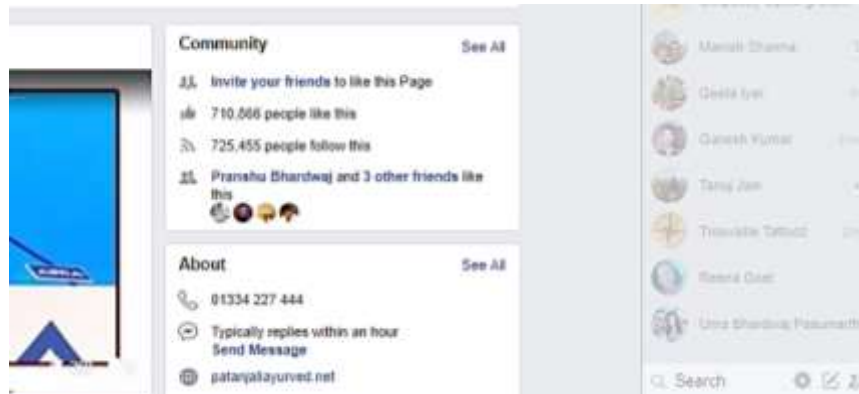 Community
See All
Invite your friends to like this Page
710,866 people like this
725,455 people follow this
Pranshu Bhardwaj and 3 other friends like
this
About
See All
01334 227 444
Typically replies within an hour
Send Message
patanjaliayurved.net
Manish Sharma
Geeta Iyer
Ganesh Kumar
Tanuj Jain
Search